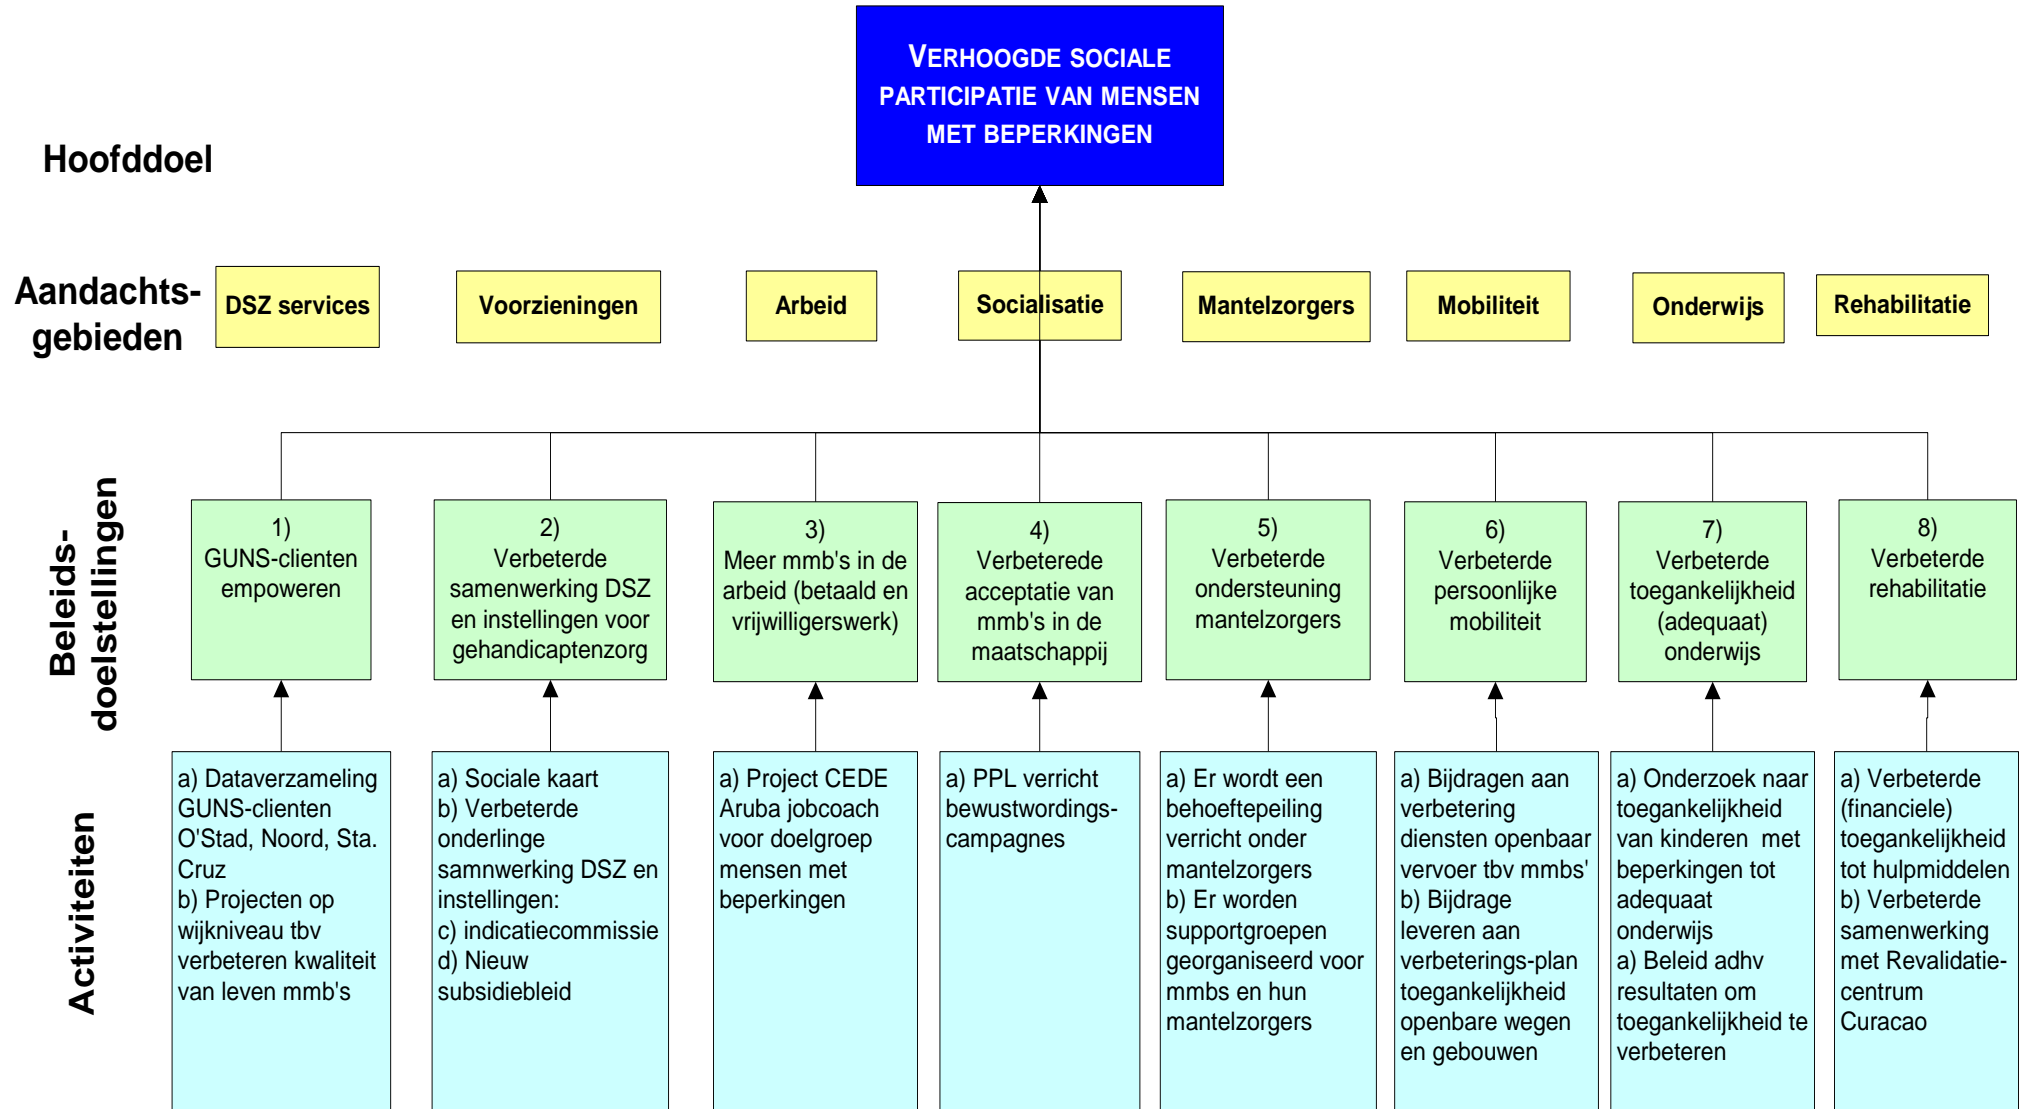 VERHOOGDE SOCIALE
PARTICIPATIE VAN MENSEN
MET BEPERKINGEN
Hoofddoel
Aandachts-
gebieden
DSZ services
Voorzieningen
Arbeid
Socialisatie
Mantelzorgers
Mobiliteit
Onderwijs
Rehabilitatie
Beleids-
doelstellingen
1)
GUNS-clienten
empoweren
2)
Verbeterde
samenwerking DSZ
en instellingen voor
gehandicaptenzorg
3)
Meer mmb's in de
arbeid (betaald en
vrijwilligerswerk)
4)
Verbeterede
acceptatie van
mmb's in de
maatschappij
5)
Verbeterde
ondersteuning
mantelzorgers
6)
Verbeterde
persoonlijke
mobiliteit
7)
Verbeterde
toegankelijkheid
(adequaat)
onderwijs
8)
Verbeterde
rehabilitatie
Activiteiten
a) Dataverzameling
GUNS-clienten
O'Stad, Noord, Sta.
Cruz
b) Projecten op
wijkniveau tbv
verbeteren kwaliteit
van leven mmb's
a) Sociale kaart
b) Verbeterde
onderlinge
samnwerking DSZ en
instellingen:
c) indicatiecommissie
d) Nieuw
subsidiebleid
a) Project CEDE
Aruba jobcoach
voor doelgroep
mensen met
beperkingen
a) PPL verricht
bewustwordings-
campagnes
a) Er wordt een
behoeftepeiling
verricht onder
mantelzorgers
b) Er worden
supportgroepen
georganiseerd voor
mmbs en hun
mantelzorgers
a) Bijdragen aan
verbetering
diensten openbaar
vervoer tbv mmbs'
b) Bijdrage
leveren aan
verbeterings-plan
toegankelijkheid
openbare wegen
en gebouwen
a) Onderzoek naar
toegankelijkheid
van kinderen met
beperkingen tot
adequaat
onderwijs
a) Beleid adhv
resultaten om
toegankelijkheid te
verbeteren
a) Verbeterde
(financiele)
toegankelijkheid
tot hulpmiddelen
b) Verbeterde
samenwerking
met Revalidatie-
centrum
Curacao